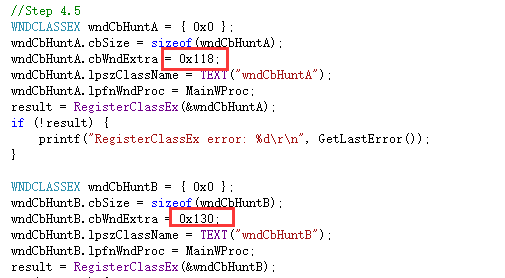 //Step 4.5
WNDCLASSEX wndCbHuntA = { 0x0 };
wndCbHuntA.cbSize = sizeof(wndCbHuntA);
wndCbHuntA.cbWndExtra = 0x118;
wndCbHuntA.lpszClassName = TEXT("wndCbHuntA");
wndCbHuntA.lpfnWndProc = MainWProc;
result = RegisterClassEx(&wndCbHuntA);
if (!result) {
    printf("RegisterClassEx error: %d\r\n", GetLastError());
}

WNDCLASSEX wndCbHuntB = { 0x0 };
wndCbHuntB.cbSize = sizeof(wndCbHuntB);
wndCbHuntB.cbWndExtra = 0x130;
wndCbHuntB.lpszClassName = TEXT("wndCbHuntB");
wndCbHuntB.lpfnWndProc = MainWProc;
result = RegisterClassEx(&wndCbHuntB);